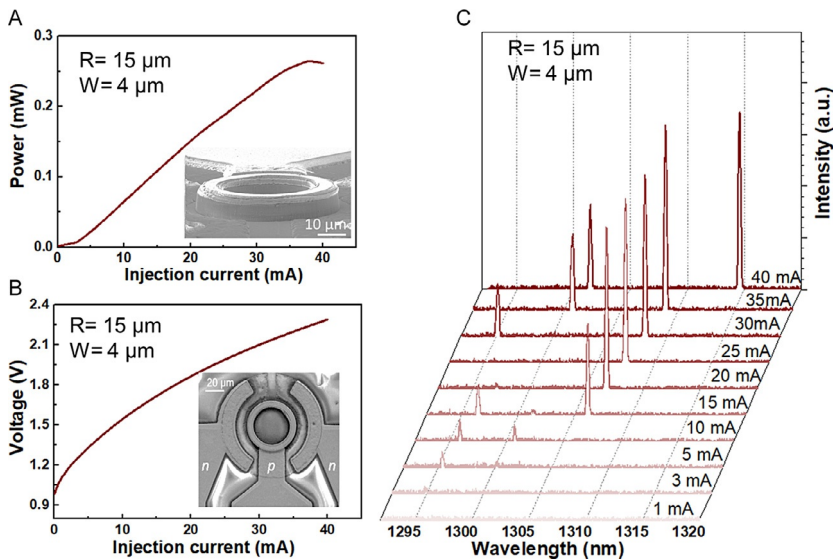 A
R= 15 µm
W= 4 µm
Power (mW)
0.3
0.2
0.1
0.0
10 µm
0 10 20 30 40
Injection current (mA)
B
R= 15 µm
W= 4 µm
Voltage (V)
2.4
2.1
1.8
1.5
1.2
0.9
20 µm
n p n
0 10 20 30 40
Injection current (mA)
C
R= 15 µm
W= 4 µm
Intensity (a.u.)
40 mA
35mA
30mA
25 mA
20 mA
15 mA
10 mA
5 mA
3 mA
1 mA
1295 1300 1305 1310 1315 1320
Wavelength (nm)